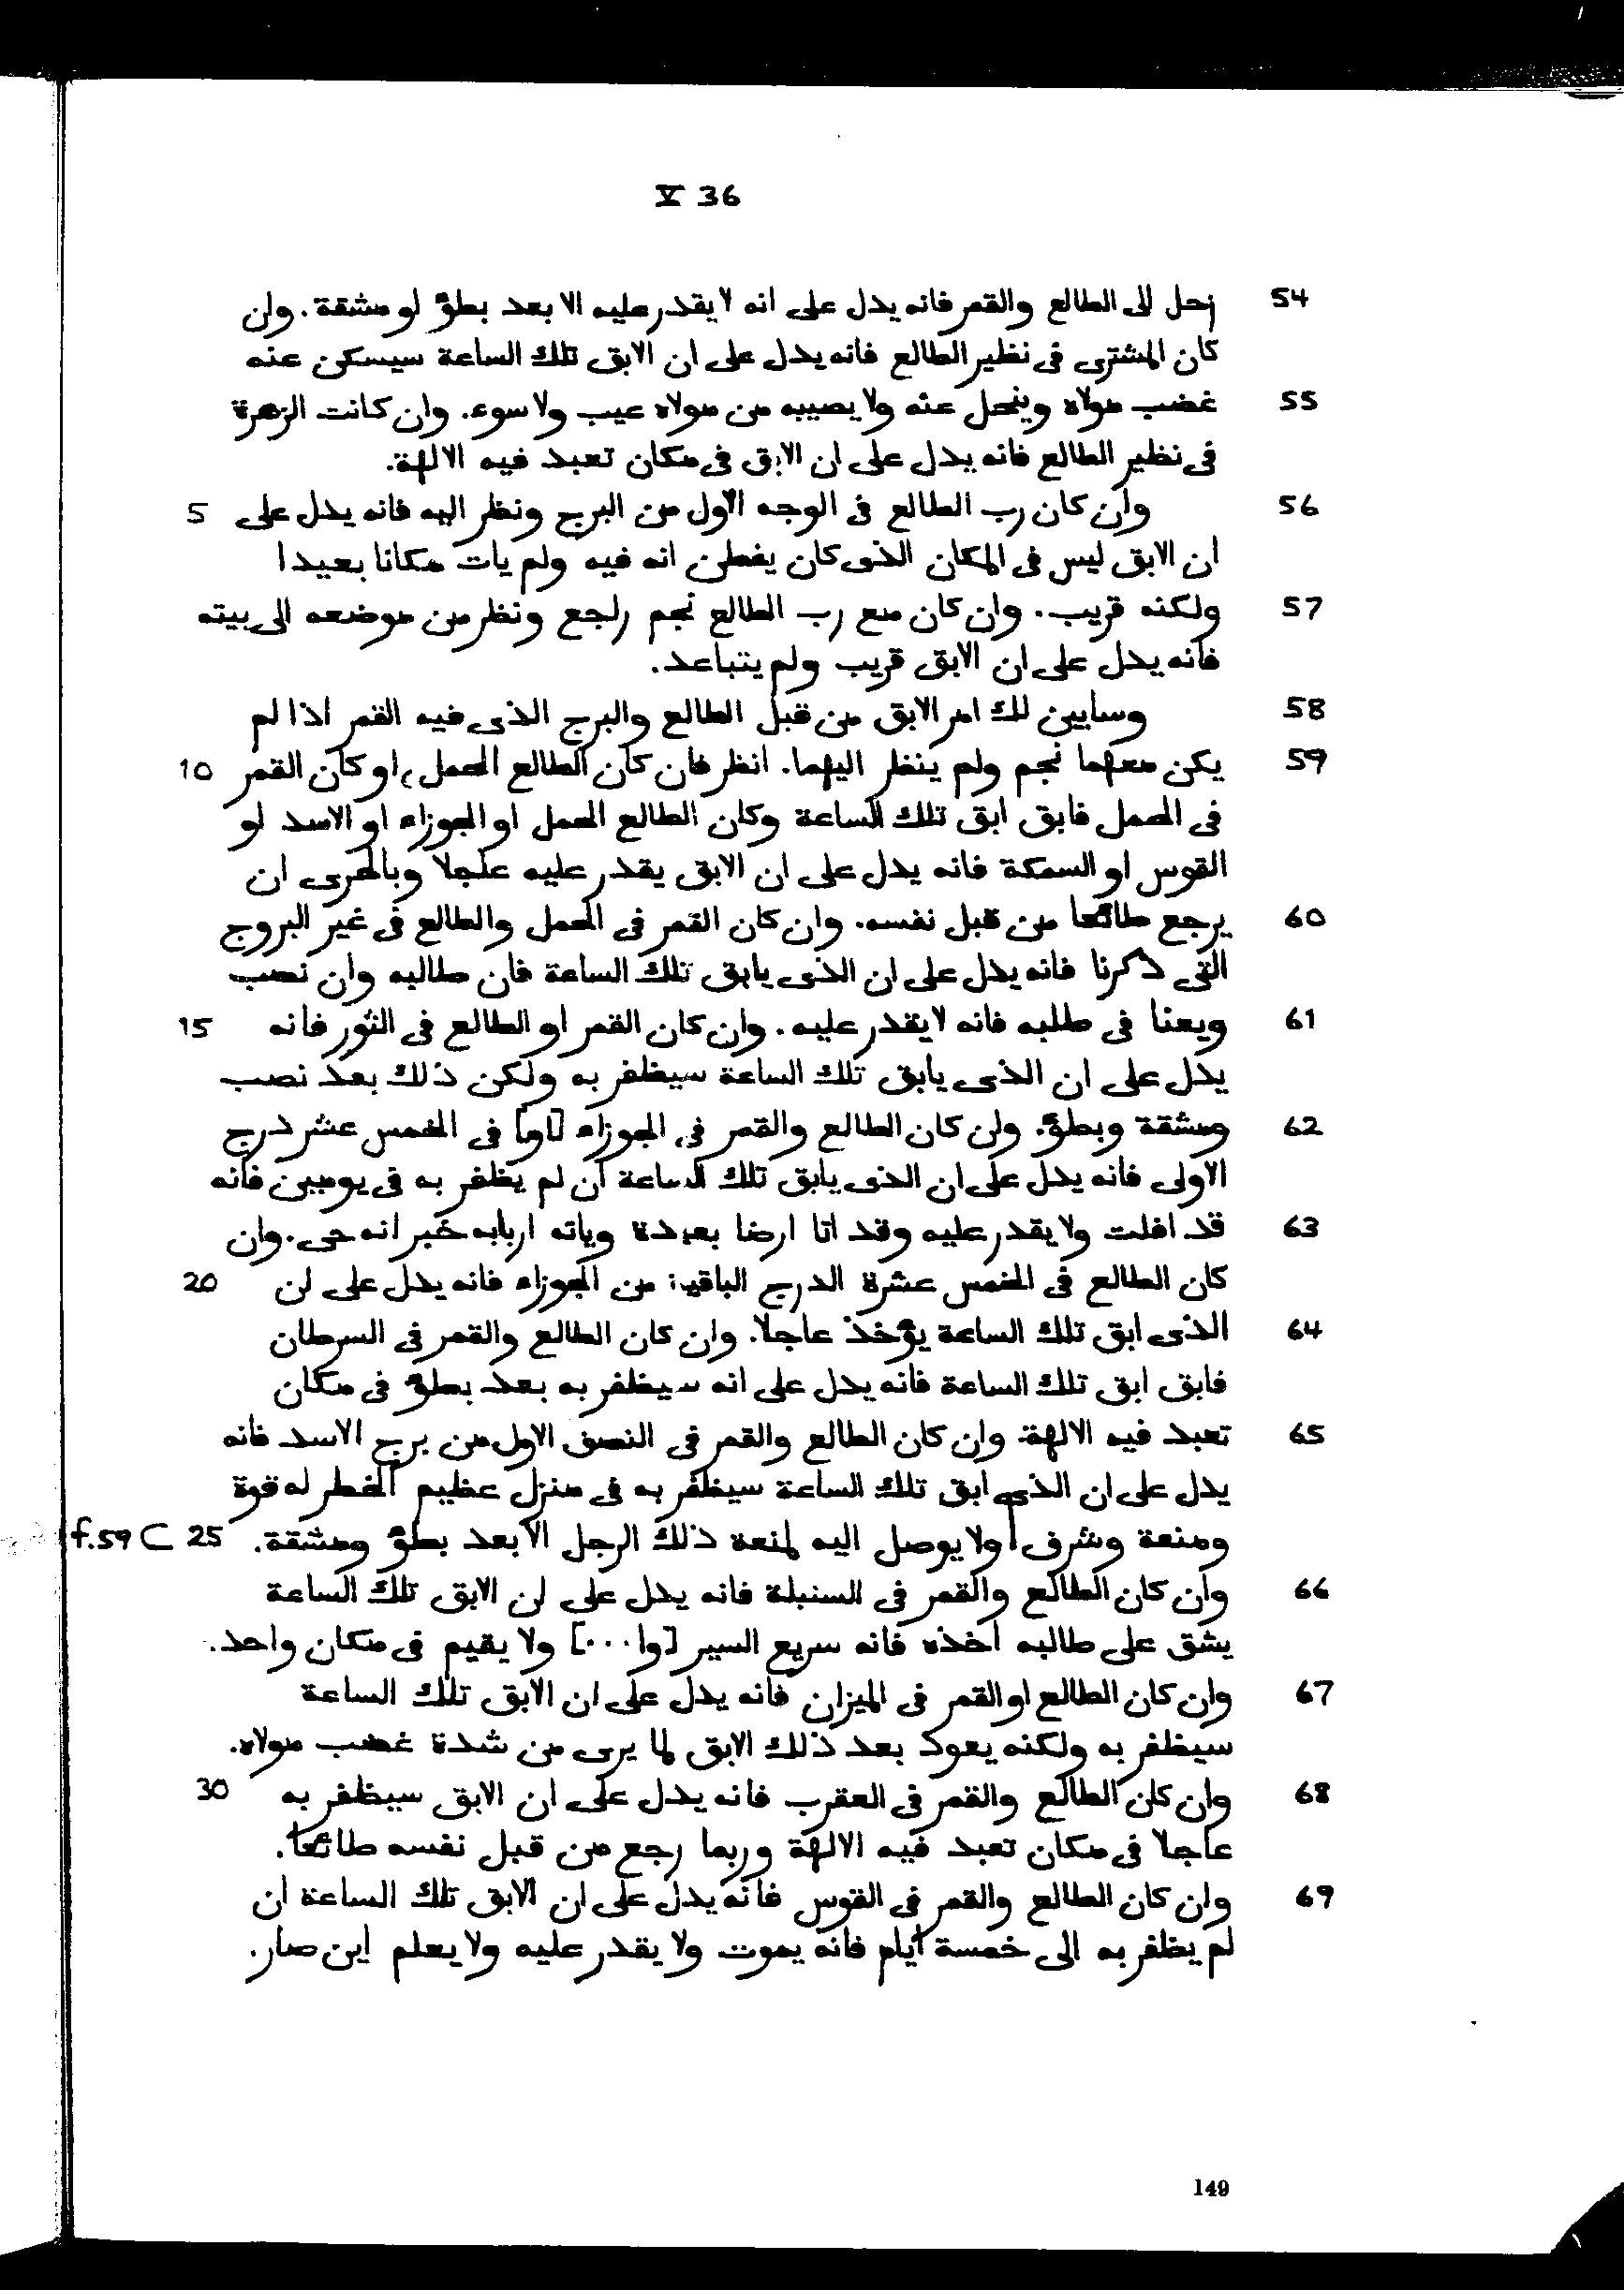 V 36
54 زحل الى الطالع والقمر فانه يدل على انه لا يقدر عليه الا بعد بطؤ او مشقة. وان
كان المشترى فى نظير الطالع فانه يدل على ان الابق تلك الساعة سيسكن عنه
55 غضب مولاه وينحل عنه ولا يصيبه من مولاه عيب ولا سوء. وان كانت الزهرة
فى نظير الطالع فانه يدل على ان الابق فى مكان تعبد فيه الالهة.
56 وان كان رب الطالع فى الوجه الاول من البرج ونظر اليه فانه يدل على 5
ان الابق ليس فى المكان الذى كان يفطن انه فيه ولم يات مكانا بعيدا
57 ولكنه قريب. وان كان مع رب الطالع نجم راجع ونظر من موضعه الى بيته
فانه يدل على ان الابق قريب ولم يتباعد.
58 وسابين لك امر الابق من قبل الطالع والبرج الذى فيه القمر اذا لم
59 يكن معهما نجم ولم ينظر اليهما. انظر فان كان الطالع الحمل، او كان القمر 10
فى الحمل فابق ابق تلك الساعة وكان الطالع الحمل او الجوزاء او الاسد او
القوس او السمكة فانه يدل على ان الابق يقدر عليه عاجلا وبالحرى ان
60 يرجع طائعا من قبل نفسه. وان كان القمر فى الحمل والطالع فى غير البروج
التى ذكرنا فانه يدل على ان الذى يابق تلك الساعة فان طالبه وان نصب
61 ويعنا فى طلبه فانه لا يقدر عليه. وان كان القمر او الطالع فى الثور فانه 15
يدل على ان الذى يابق تلك الساعة سيظفر به ولكن ذلك بعد نصب
62 ومشقة وبطؤ. وان كان الطالع والقمر فى الجوزاء [او] فى الخمس عشر درج
الاولى فانه يدل على ان الذى يابق تلك الساعة ان لم يظفر به فى يومين فانه
63 قد افلت ولا يقدر عليه وقد اتا ارضا بعيدة وياته اربابه خبر انه حى. وان
كان الطالع فى الخمس عشرة الدرج الباقية من الجوزاء فانه يدل على ان 20
64 الذى ابق تلك الساعة يؤخذ عاجلا. وان كان الطالع والقمر فى السرطان
فابق ابق تلك الساعة فانه يدل على انه سيظفر به بعد بطؤ فى مكان
65 تعبد فيه الالهة. وان كان الطالع والقمر فى النصف الاول من برج الاسد فانه
يدل على ان الذى ابق تلك الساعة سيظفر به فى منزل عظيم الخطر له قوة
ومنعة وشرف | ولا يوصل اليه لمنعة ذلك الرجل الا بعد بطؤ ومشقة. 25 f.59 C
66 وان كان الطالع والقمر فى السنبلة فانه يدل على ان الابق تلك الساعة
يشق على طالبه اخذه فانه سريع السير [وا...] ولا يقيم فى مكان واحد.
67 وان كان الطالع او القمر فى الميزان فانه يدل على ان الابق تلك الساعة
سيظفر به ولكنه يعود بعد ذلك الابق لما يرى من شدة غضب مولاه.
68 وان كان الطالع والقمر فى العقرب فانه يدل على ان الابق سيظفر به 30
عاجلا فى مكان تعبد فيه الالهة وربما رجع من قبل نفسه طائعا.
69 وان كان الطالع والقمر فى القوس فانه يدل على ان الابق تلك الساعة ان
لم يظفر به الى خمسة ايام فانه يموت ولا يقدر عليه ولا يعلم اين صار.
149